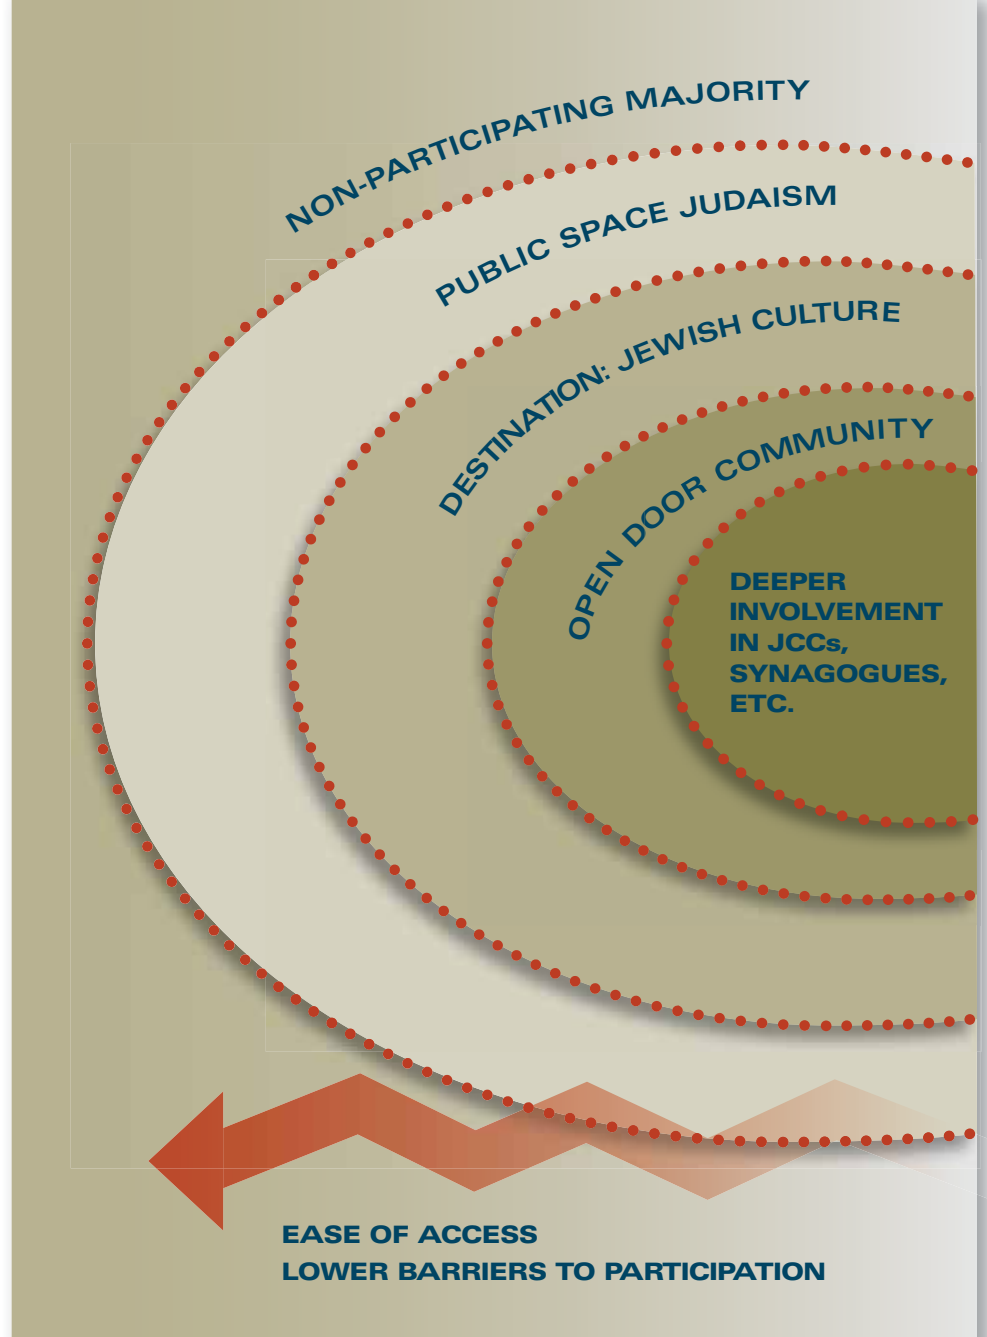 NON-PARTICIPATING MAJORITY
PUBLIC SPACE JUDAISM
DESTINATION: JEWISH CULTURE
OPEN DOOR COMMUNITY
DEEPER
INVOLVEMENT
IN JCCs,
SYNAGOGUES,
ETC.
EASE OF ACCESS
LOWER BARRIERS TO PARTICIPATION